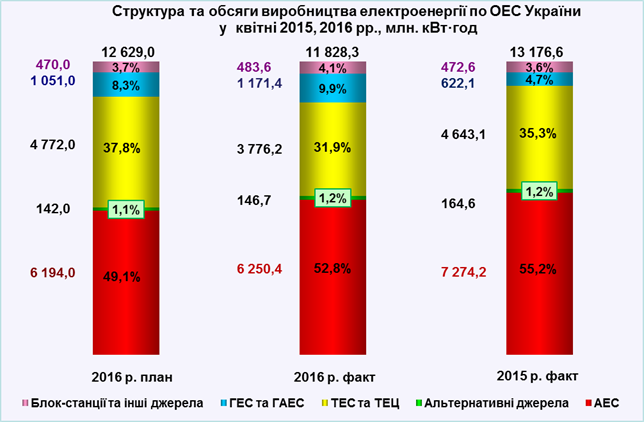 Структура та обсяги виробництва електроенергії по ОЕС України
у квітні 2015, 2016 рр., млн. кВт·год
12 629,0 11 828,3 13 176,6
470,0 3,7% 483,6 4,1% 472,6 3,6%
1 051,0 8,3% 1 171,4 9,9% 622,1 4,7%
4 772,0 37,8% 3 776,2 31,9% 4 643,1 35,3%
142,0 1,1% 146,7 1,2% 164,6 1,2%
6 194,0 49,1% 6 250,4 52,8% 7 274,2 55,2%
2016 р. план 2016 р. факт 2015 р. факт
Блок-станції та інші джерела ГЕС та ГАЕС ТЕС та ТЕЦ Альтернативні джерела АЕС